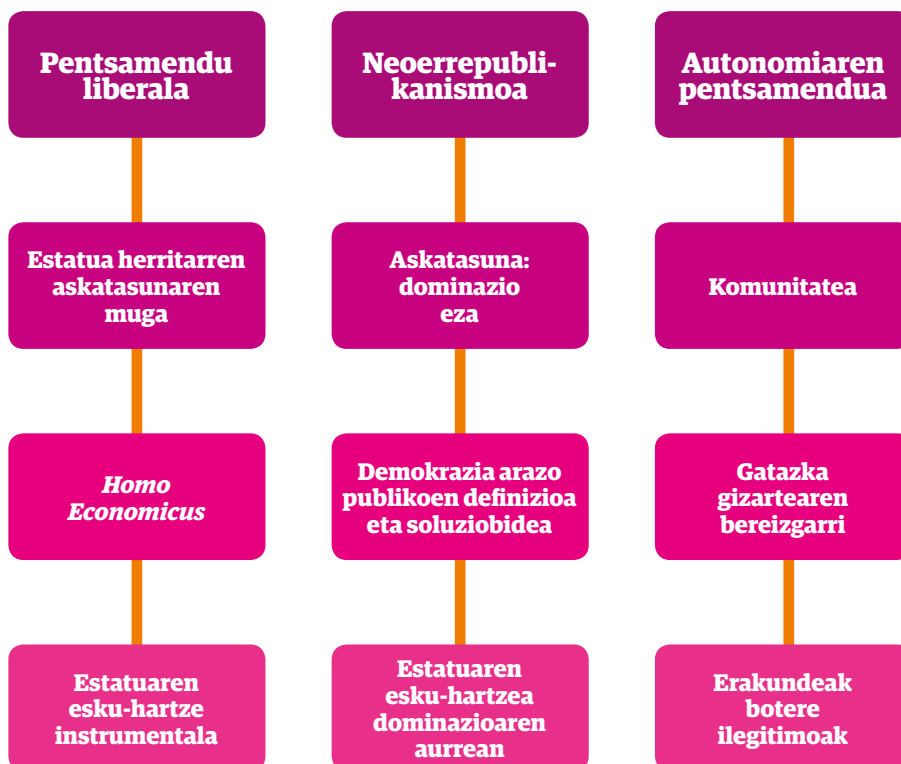 Pentsamendu
liberala
Estatua herritarren
askatasunaren
muga
Homo
Economicus
Estatuaren
esku-hartze
instrumentala
Neoerrepubli-
kanismoa
Askatasuna:
dominazio
eza
Demokrazia arazo
publikoen definizioa
eta soluziobidea
Estatuaren
esku-hartzea
dominazioaren
aurrean
Autonomiaren
pentsamendua
Komunitatea
Gatazka
gizartearen
bereizgarri
Erakundeak
botere
ilegitimoak